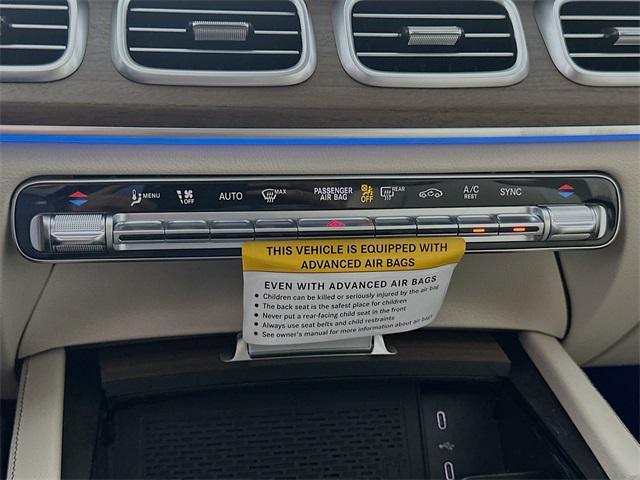 MENU OFF AUTO MAX PASSENGER AIR BAG OFF REAR A/C REST SYNC
THIS VEHICLE IS EQUIPPED WITH
ADVANCED AIR BAGS
EVEN WITH ADVANCED AIR BAGS
• Children can be killed or seriously injured by the air bag
• The back seat is the safest place for children
• Never put a rear-facing child seat in the front
• Always use seat belts and child restraints
• See owner's manual for more information about air bags